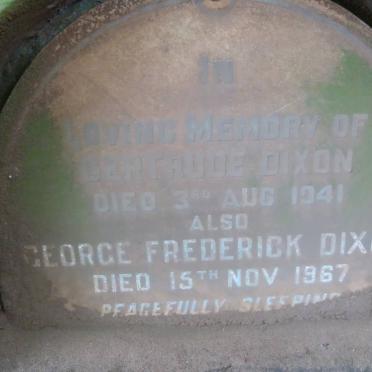 IN
LOVING MEMORY OF
GERTRUDE DIXON
DIED 3RD AUG 1941
ALSO
GEORGE FREDERICK DIX
DIED 15TH NOV 1967
PEACEFULLY SLEEPING